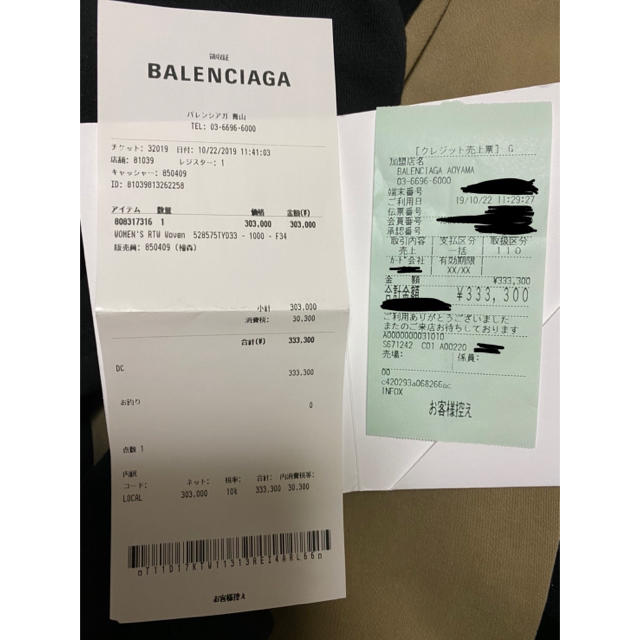 領収証
BALENCIAGA
バレンシアガ 青山
TEL: 03-6696-6000
チケット: 32019 日付: 10/22/2019 11:41:03
店舗: 81039 レジスター: 1
キャッシャー: 850409
ID: 81039813262258
アイテム 数量 価格 金額(¥)
808317316 1 303,000 303,000
WOMEN'S RTW Woven 528575TYD33 - 1000 - F34
販売員: 850409
小計 303,000
消費税: 30,300
合計(¥) 333,300
DC 333,300
お釣り 0
点数 1
内訳
コード: ネット: 税率: 合計: 内消費税等:
LOCAL 303,000 10% 333,300 30,300
お客様控え
[クレジット売上票] G
加盟店名
BALENCIAGA AOYAMA
03-6696-6000
端末番号
ご利用日 19/10/22 11:29:27
伝票番号
会員番号
承認番号
取引内容 支払区分 取扱区分
売上 一括 110
カード会社 有効期限
XX/XX
金額 ¥333,300
合計金額 ¥333,300
ご利用ありがとうございました
またのご来店お待ちしております
A0000000031010
S671242 C01 A00220
売場: 係員:
00
INFOX
お客様控え